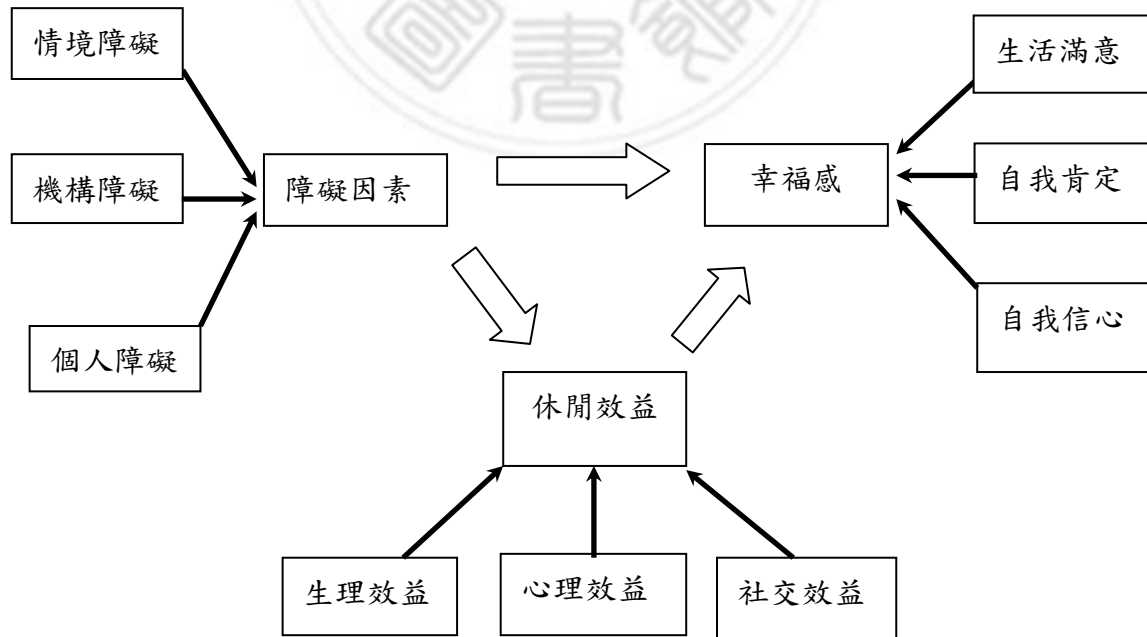 情境障礙
生活滿意
機構障礙
障礙因素
幸福感
自我肯定
個人障礙
自我信心
休閒效益
生理效益
心理效益
社交效益
書